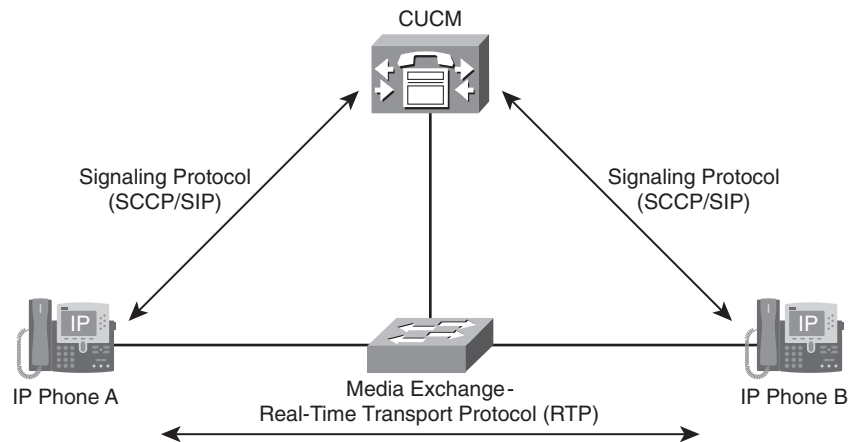 CUCM
Signaling Protocol
(SCCP/SIP)
Signaling Protocol
(SCCP/SIP)
IP
IP
IP Phone A
Media Exchange-
Real-Time Transport Protocol (RTP)
IP Phone B